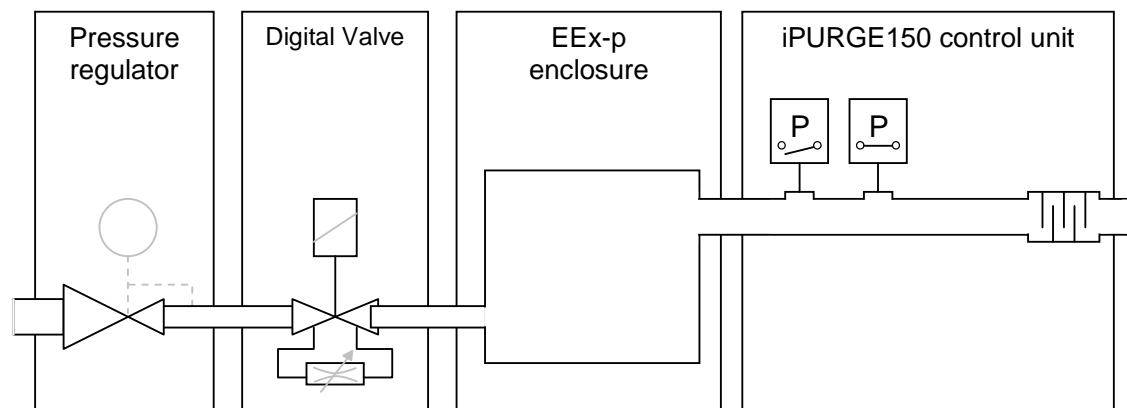 Pressure
regulator
Digital Valve
EEx-p
enclosure
iPURGE150 control unit
P
P